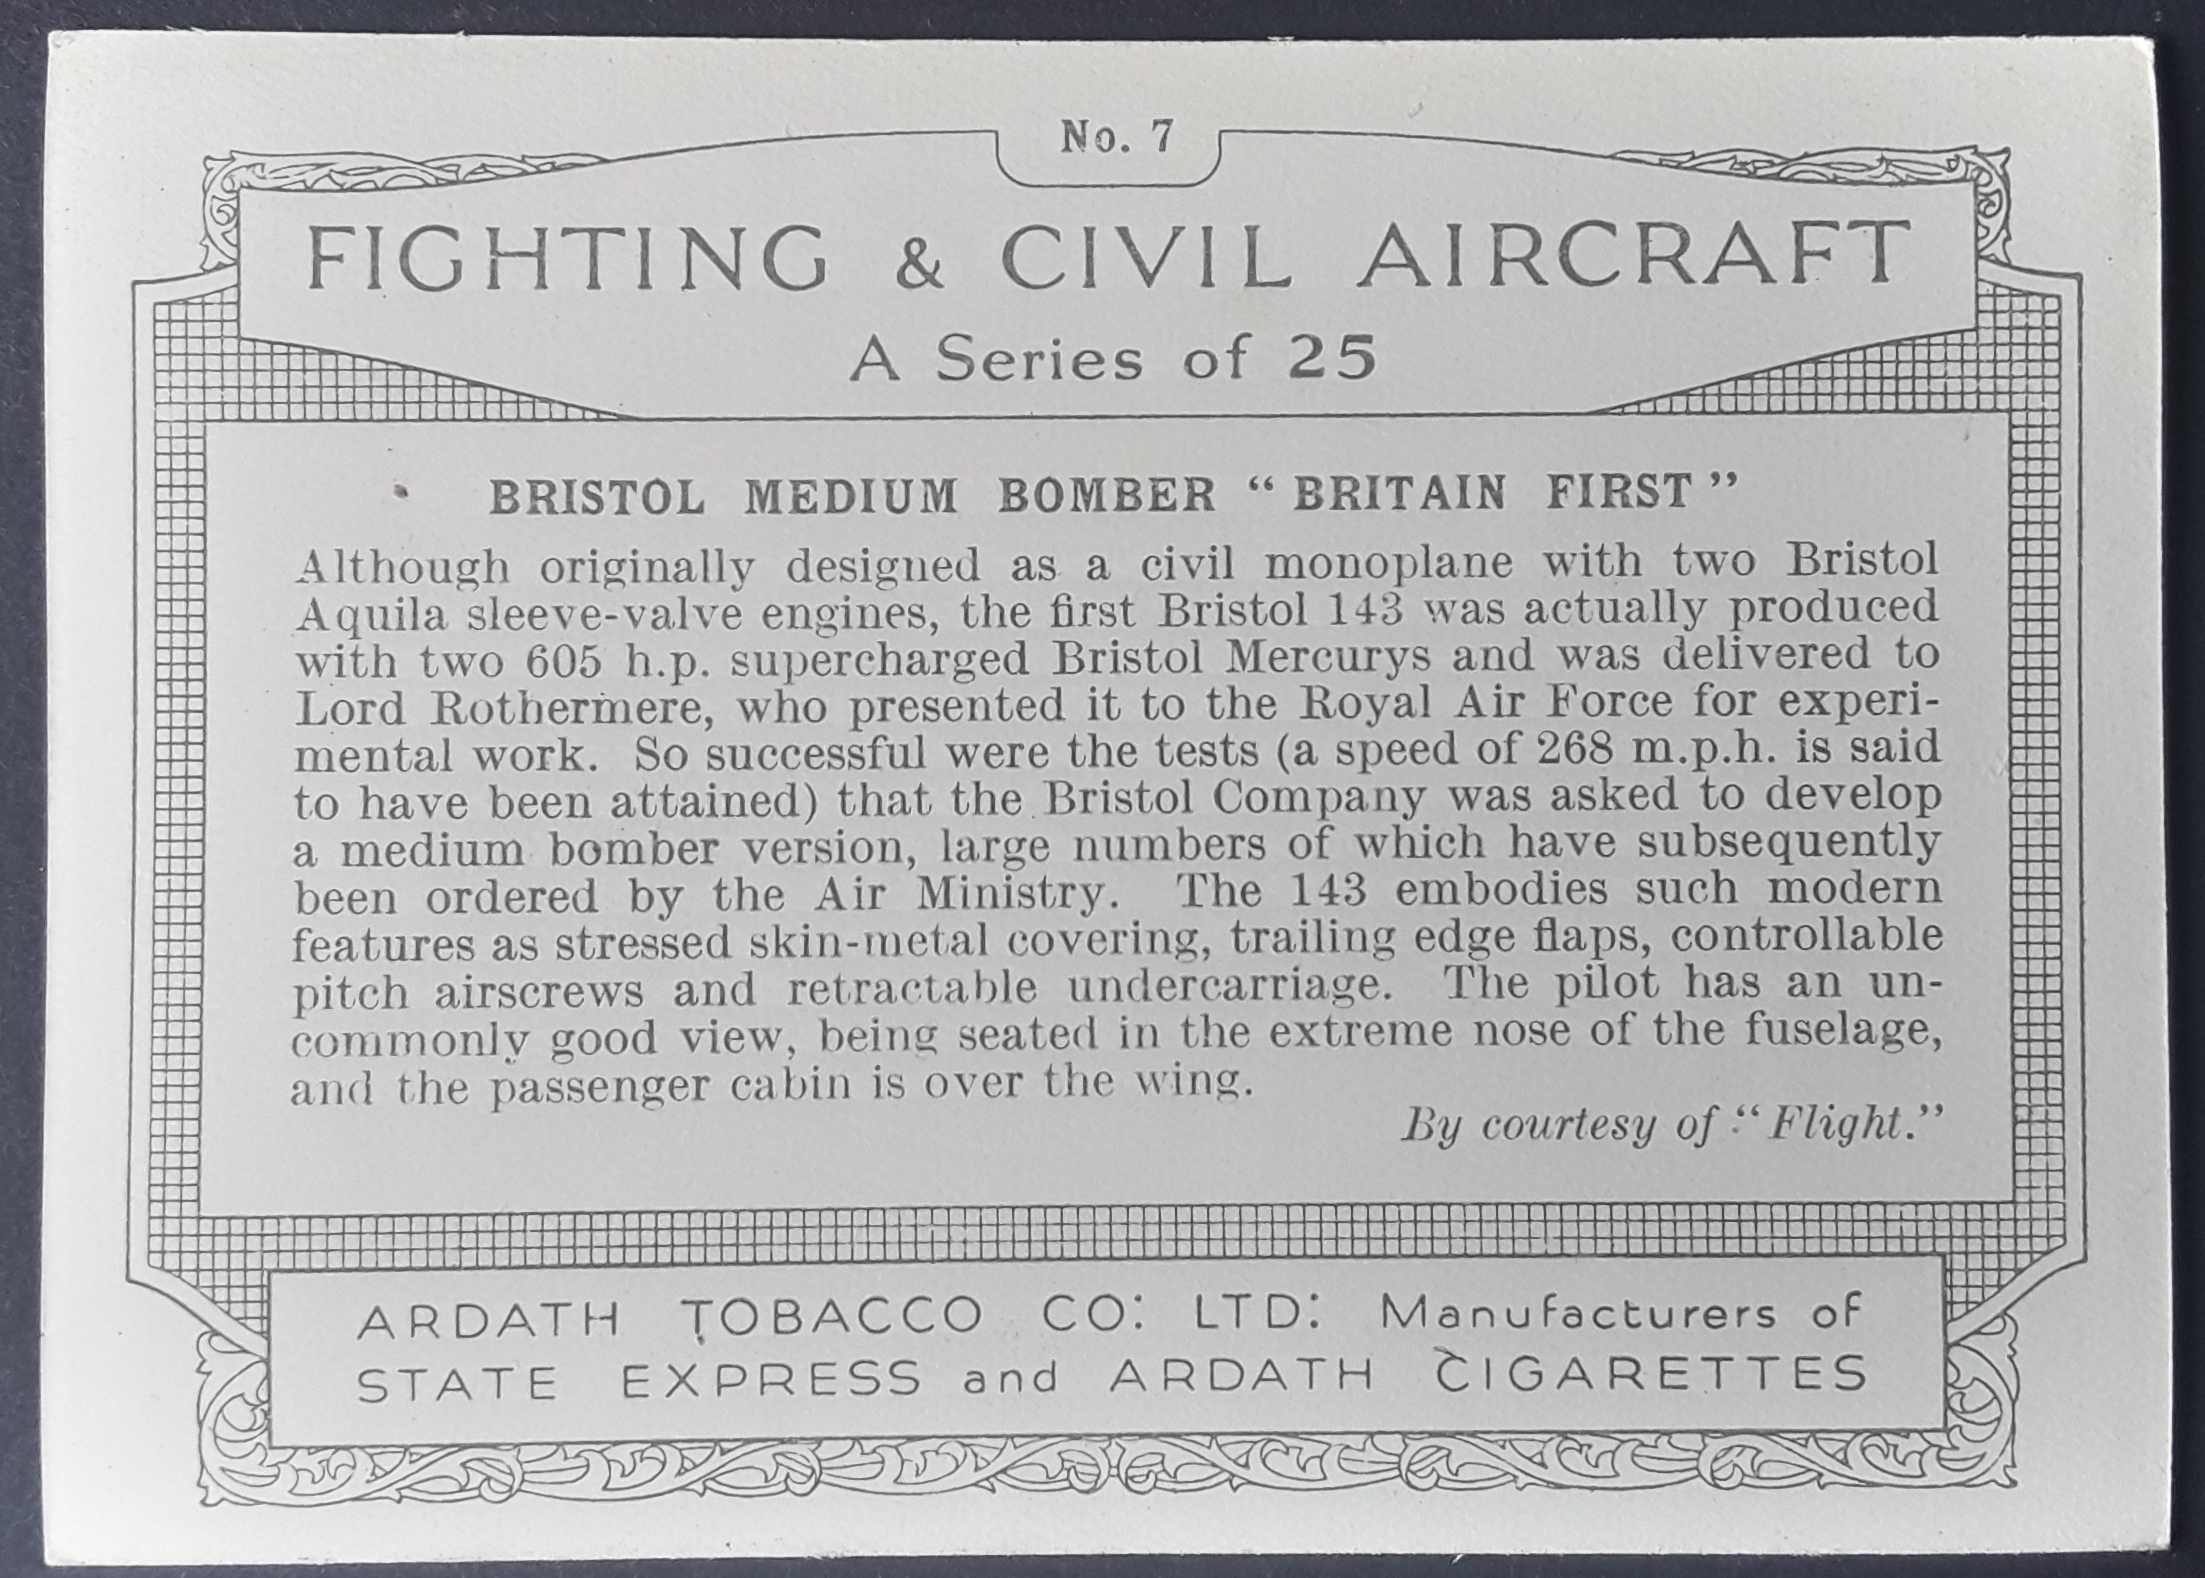 No. 7
FIGHTING & CIVIL AIRCRAFT
A Series of 25
BRISTOL MEDIUM BOMBER “ BRITAIN FIRST ”
Although originally designed as a civil monoplane with two Bristol
Aquila sleeve-valve engines, the first Bristol 143 was actually produced
with two 605 h.p. supercharged Bristol Mercurys and was delivered to
Lord Rothermere, who presented it to the Royal Air Force for experi-
mental work. So successful were the tests (a speed of 268 m.p.h. is said
to have been attained) that the Bristol Company was asked to develop
a medium bomber version, large numbers of which have subsequently
been ordered by the Air Ministry. The 143 embodies such modern
features as stressed skin-metal covering, trailing edge flaps, controllable
pitch airscrews and retractable undercarriage. The pilot has an un-
commonly good view, being seated in the extreme nose of the fuselage,
and the passenger cabin is over the wing.
By courtesy of “ Flight.”
ARDATH TOBACCO CO: LTD: Manufacturers of
STATE EXPRESS and ARDATH CIGARETTES